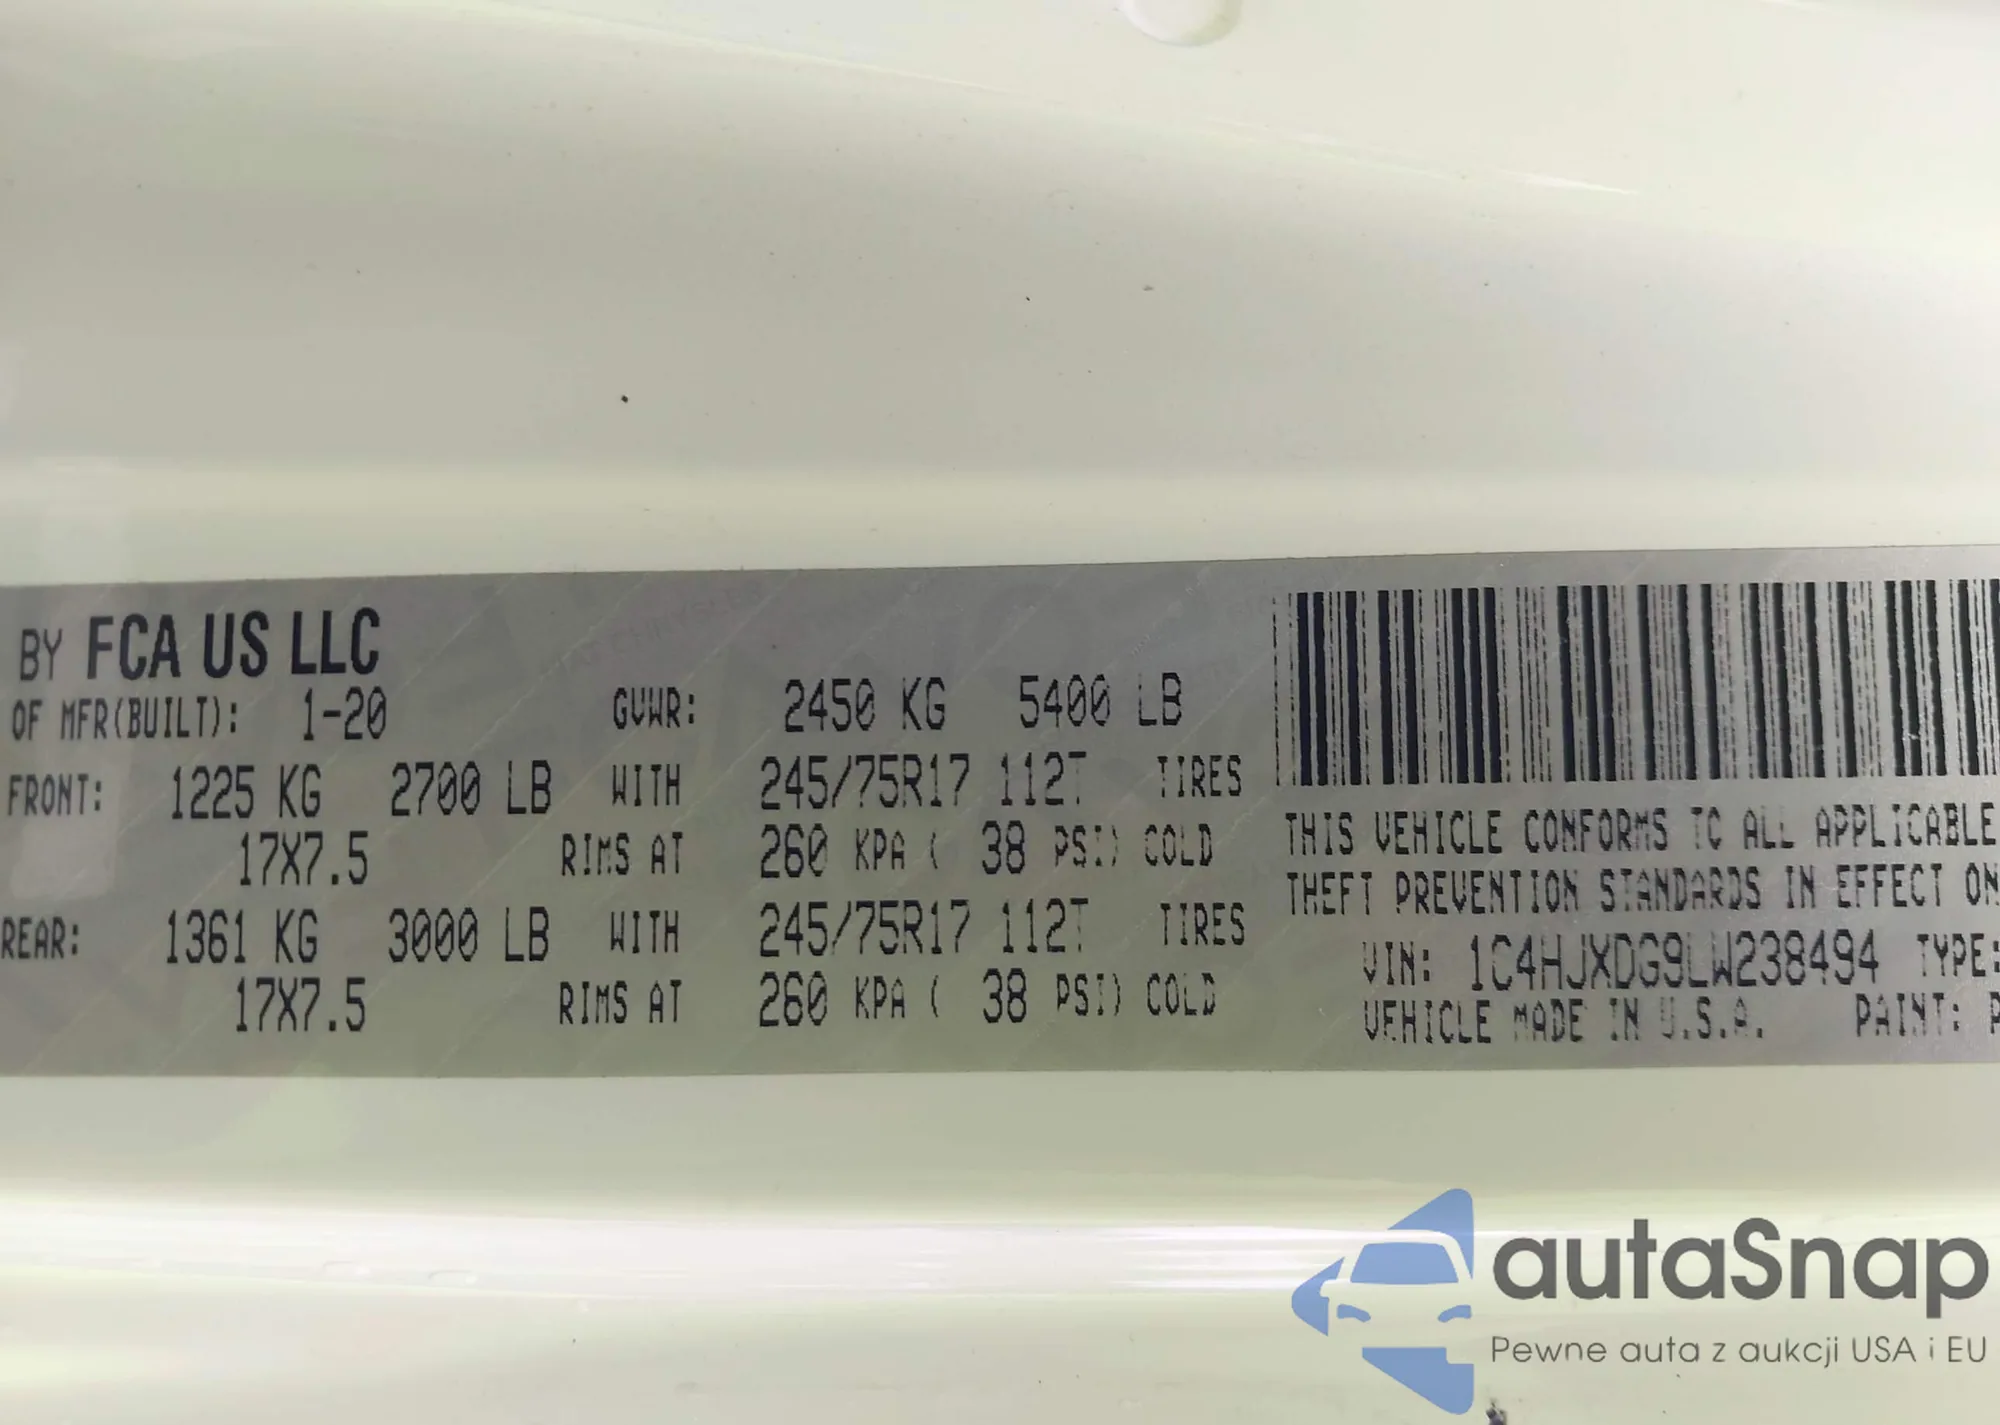 BY FCA US LLC
OF MFR(BUILT): 1-20 GVWR: 2450 KG 5400 LB
FRONT: 1225 KG 2700 LB WITH 245/75R17 112T TIRES
17X7.5 RIMS AT 260 KPA ( 38 PSI) COLD
REAR: 1361 KG 3000 LB WITH 245/75R17 112T TIRES
17X7.5 RIMS AT 260 KPA ( 38 PSI) COLD
THIS VEHICLE CONFORMS TO ALL APPLICABLE
THEFT PREVENTION STANDARDS IN EFFECT ON
VIN: 1C4HJXDG9LW238494 TYPE:
VEHICLE MADE IN U.S.A. PAINT: P
autaSnap
Pewne auta z aukcji USA i EU